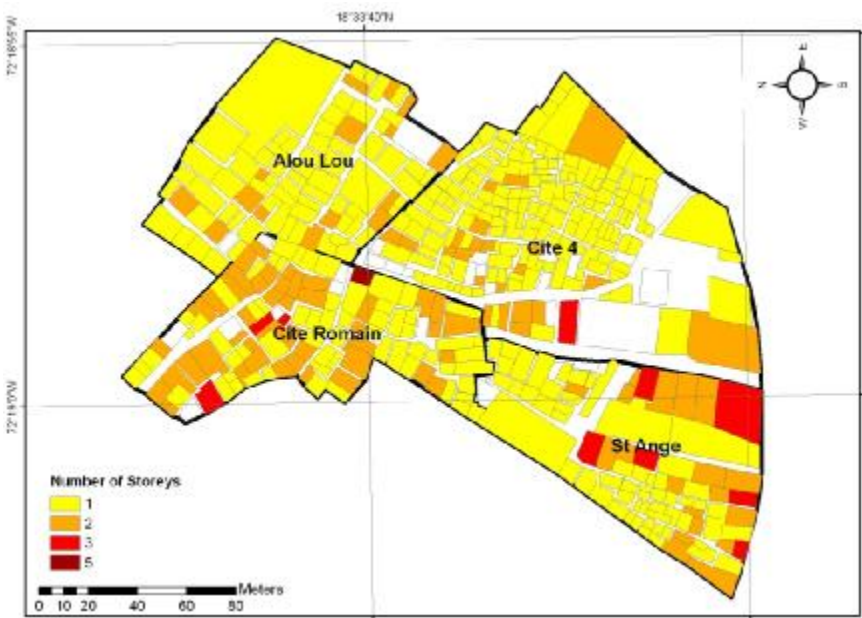 18°33'40"N
72°18'55"W
E
N
S
W
Alou Lou
Cite 4
Cite Romain
72°19'0"W
St Ange
Number of Storeys
1
2
3
5
Meters
0 10 20 40 60 80